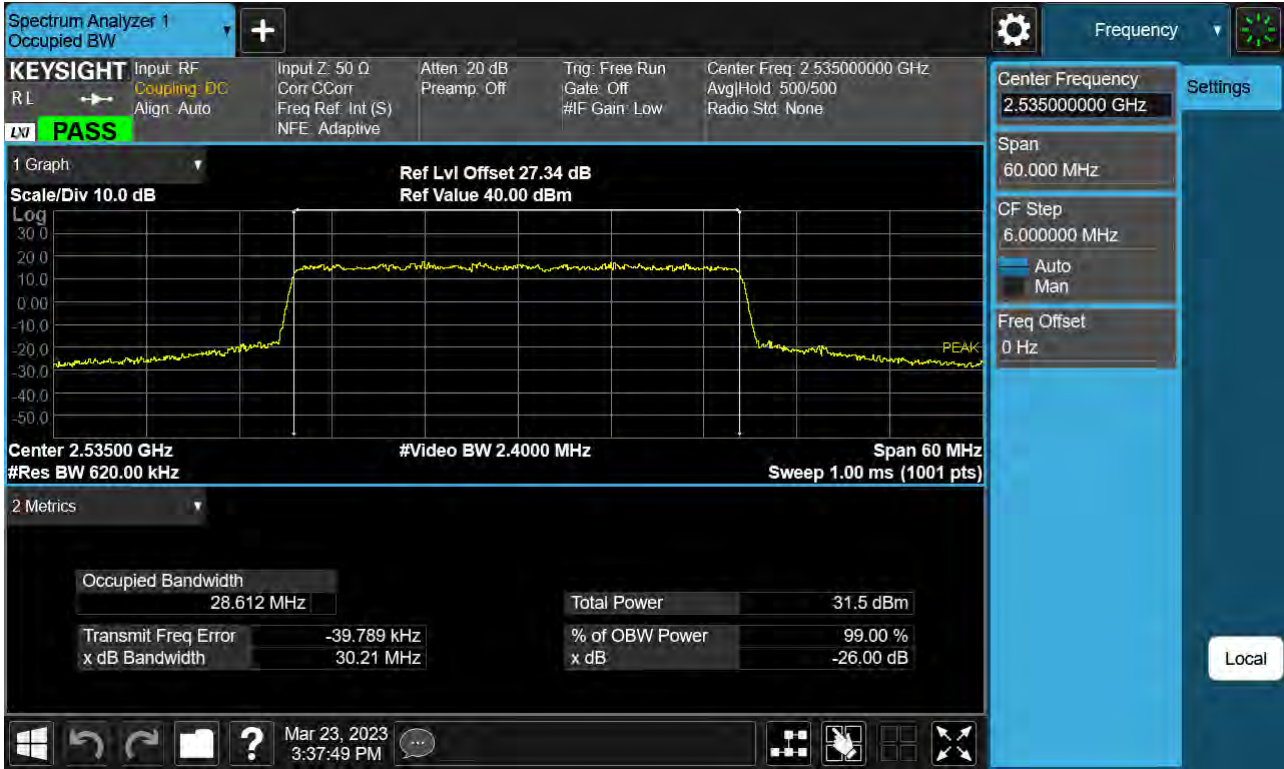 Spectrum Analyzer 1
Occupied BW
Frequency
KEYSIGHT
RL
LXI
PASS
Input: RF
Coupling: DC
Align: Auto
Input Z: 50 Ω
Corr CCorr
Freq Ref: Int (S)
NFE: Adaptive
Atten: 20 dB
Preamp: Off
Trig: Free Run
Gate: Off
#IF Gain: Low
Center Freq: 2.535000000 GHz
Avg|Hold: 500/500
Radio Std: None
1 Graph
Scale/Div 10.0 dB
Ref Lvl Offset 27.34 dB
Ref Value 40.00 dBm
Log
30.0
20.0
10.0
0.00
-10.0
-20.0
-30.0
-40.0
-50.0
PEAK
Center 2.53500 GHz
#Video BW 2.4000 MHz
Span 60 MHz
#Res BW 620.00 kHz
Sweep 1.00 ms (1001 pts)
2 Metrics
Occupied Bandwidth
28.612 MHz
Transmit Freq Error -39.789 kHz
x dB Bandwidth 30.21 MHz
Total Power 31.5 dBm
% of OBW Power 99.00 %
x dB -26.00 dB
Center Frequency
2.535000000 GHz
Span
60.000 MHz
CF Step
6.000000 MHz
Auto
Man
Freq Offset
0 Hz
Settings
Local
?
Mar 23, 2023
3:37:49 PM